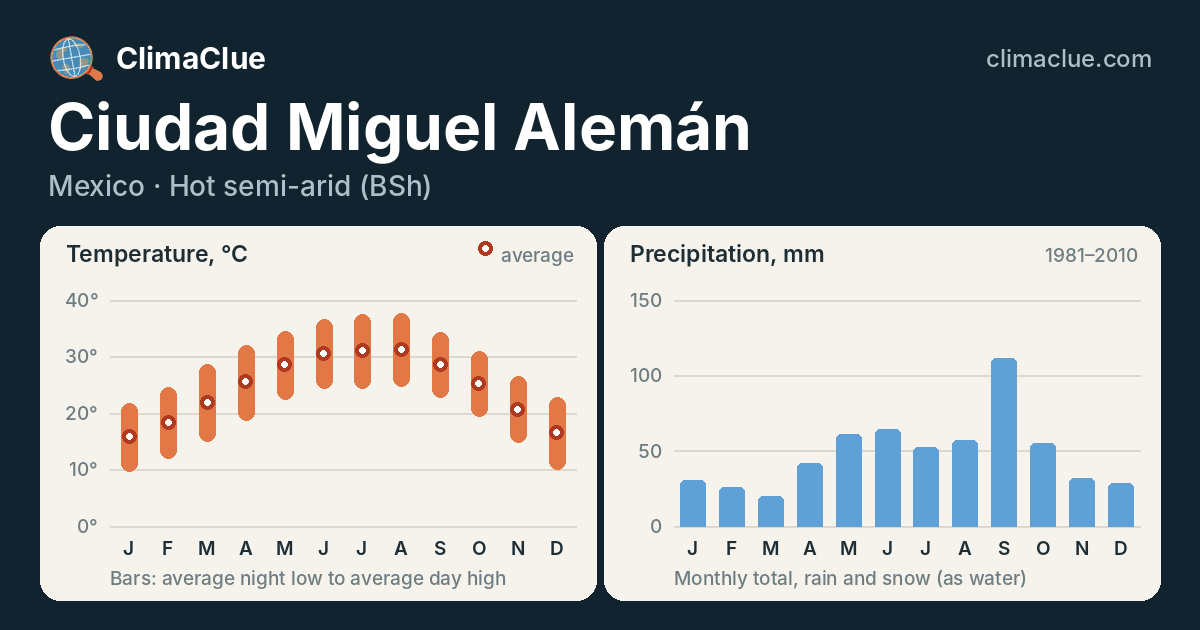 ClimaClue
climaclue.com
Ciudad Miguel Alemán
Mexico · Hot semi-arid (BSh)
Temperature, °C
average
40°
30°
20°
10°
0°
J F M A M J J A S O N D
Bars: average night low to average day high
Precipitation, mm
1981–2010
150
100
50
0
J F M A M J J A S O N D
Monthly total, rain and snow (as water)